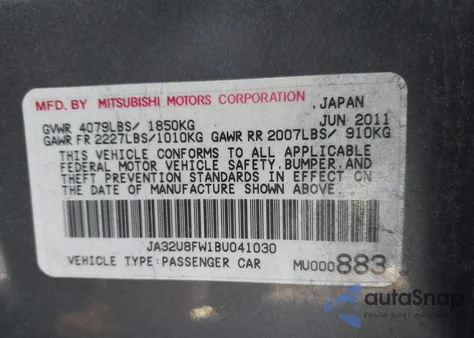 MFD. BY MITSUBISHI MOTORS CORPORATION JAPAN
GVWR 4079LBS/ 1850KG JUN 2011
GAWR FR 2227LBS/1010KG GAWR RR 2007LBS/ 910KG
THIS VEHICLE CONFORMS TO ALL APPLICABLE
FEDERAL MOTOR VEHICLE SAFETY, BUMPER, AND
THEFT PREVENTION STANDARDS IN EFFECT ON
THE DATE OF MANUFACTURE SHOWN ABOVE.
JA32U8FW1BU041030
VEHICLE TYPE:PASSENGER CAR MU000883
autoSnap